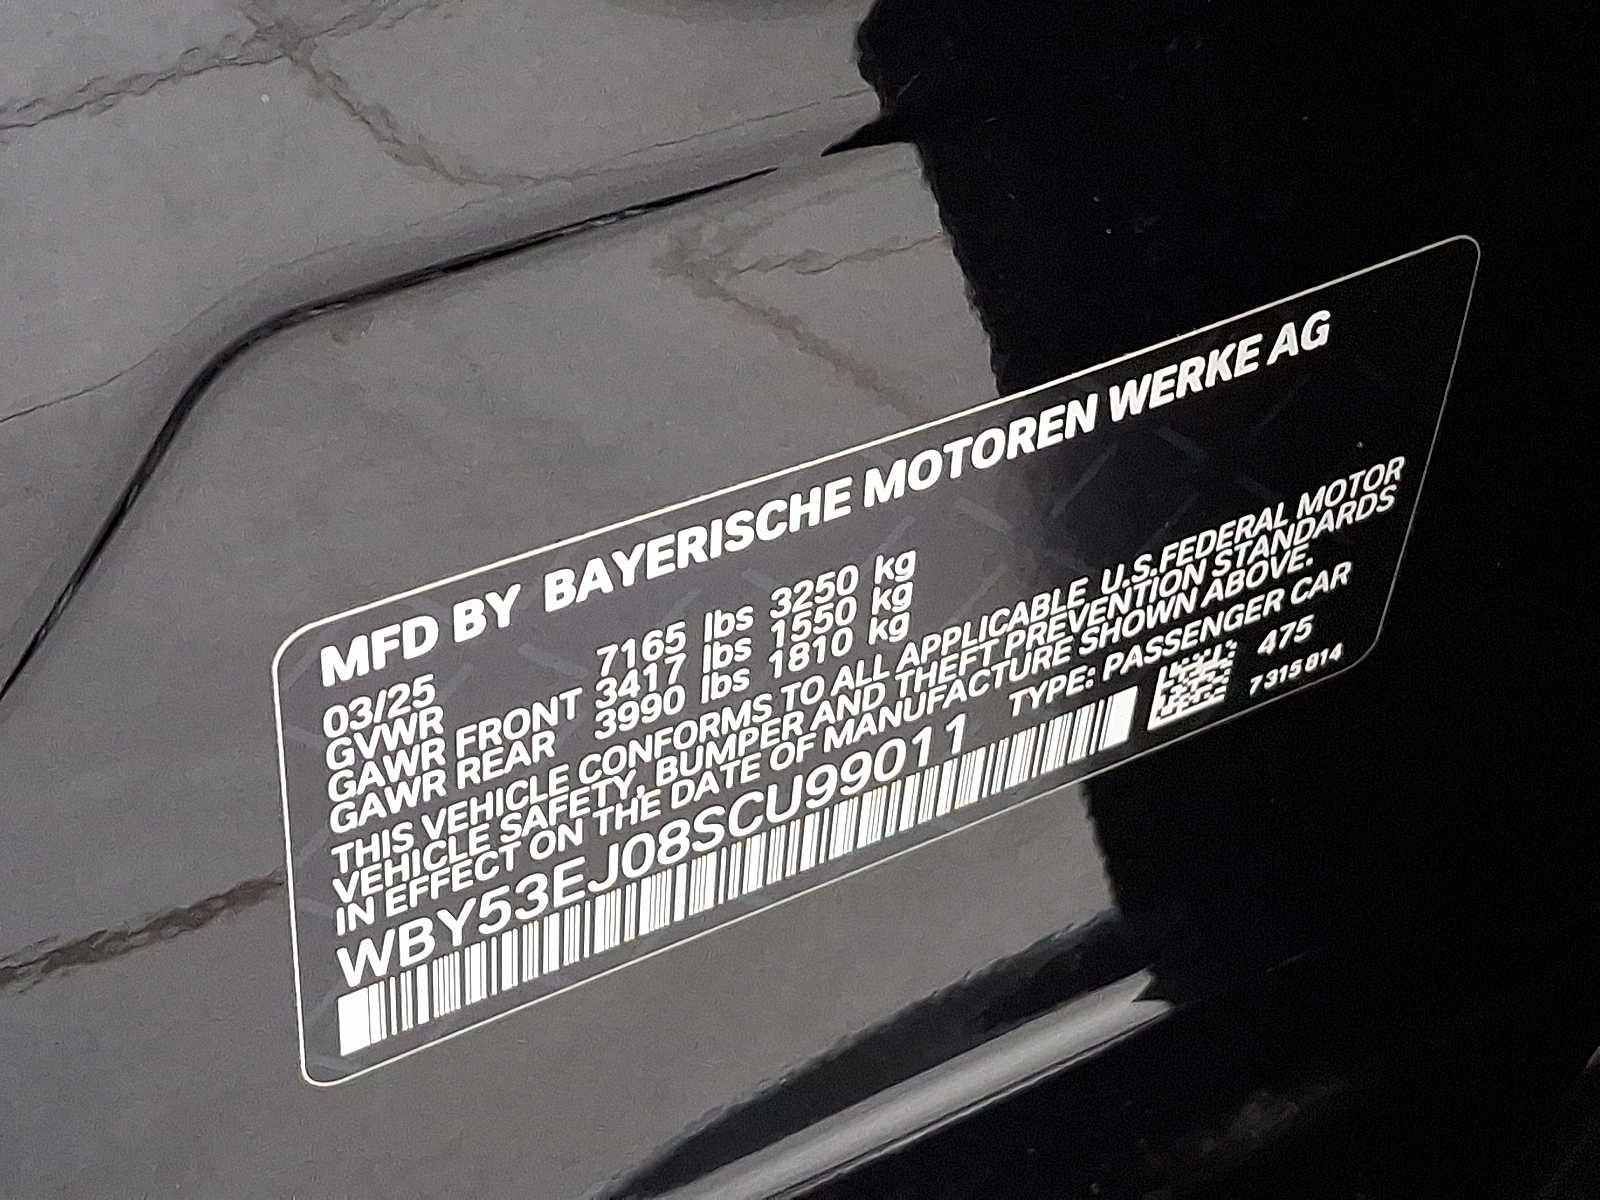 MFD BY BAYERISCHE MOTOREN WERKE AG
03/25
GVWR 7165 lbs 3250 kg
GAWR FRONT 3417 lbs 1550 kg
GAWR REAR 3990 lbs 1810 kg
THIS VEHICLE CONFORMS TO ALL APPLICABLE U.S.FEDERAL MOTOR
VEHICLE SAFETY, BUMPER AND THEFT PREVENTION STANDARDS
IN EFFECT ON THE DATE OF MANUFACTURE SHOWN ABOVE.
WBY53EJ08SCU99011 TYPE: PASSENGER CAR
475
7315814